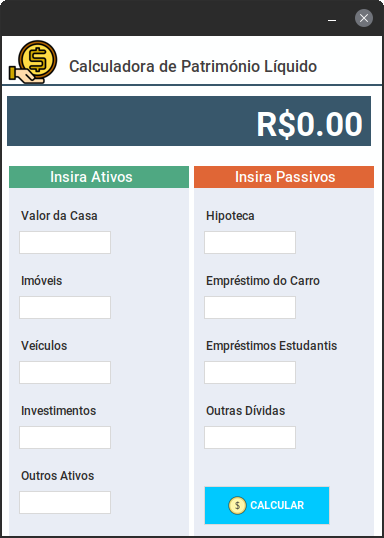 Calculadora de Patrimônio Líquido
R$0.00
Insira Ativos
Valor da Casa
Imóveis
Veículos
Investimentos
Outros Ativos
Insira Passivos
Hipoteca
Empréstimo do Carro
Empréstimos Estudantis
Outras Dívidas
$ CALCULAR